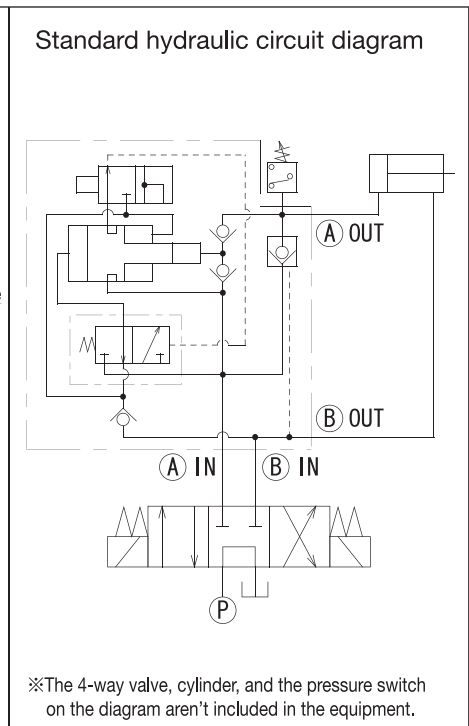 Standard hydraulic circuit diagram
Ⓐ OUT
Ⓑ OUT
Ⓐ IN Ⓑ IN
Ⓟ
※The 4-way valve, cylinder, and the pressure switch
on the diagram aren't included in the equipment.